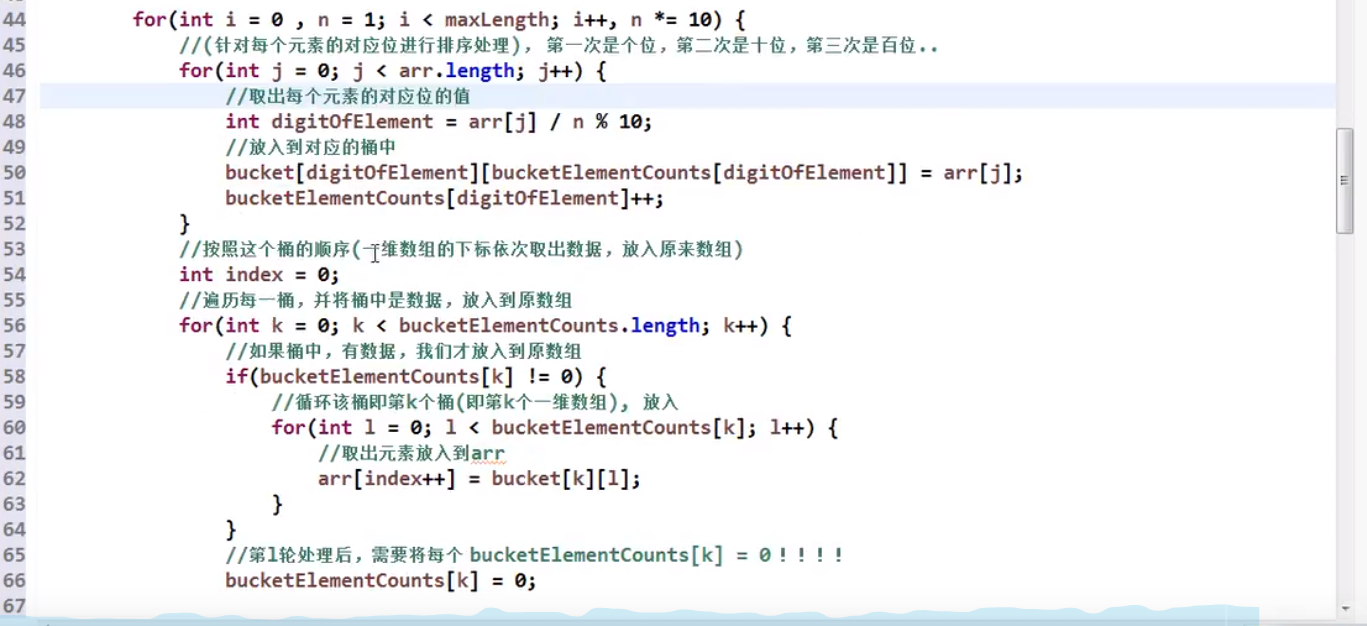 44 for(int i = 0 , n = 1; i < maxLength; i++, n *= 10) {
45 //(针对每个元素的对应位进行排序处理), 第一次是个位，第二次是十位，第三次是百位..
46 for(int j = 0; j < arr.length; j++) {
47 //取出每个元素的对应位的值
48 int digitOfElement = arr[j] / n % 10;
49 //放入到对应的桶中
50 bucket[digitOfElement][bucketElementCounts[digitOfElement]] = arr[j];
51 bucketElementCounts[digitOfElement]++;
52 }
53 //按照这个桶的顺序(一维数组的下标依次取出数据，放入原来数组)
54 int index = 0;
55 //遍历每一桶，并将桶中是数据，放入到原数组
56 for(int k = 0; k < bucketElementCounts.length; k++) {
57 //如果桶中，有数据，我们才放入到原数组
58 if(bucketElementCounts[k] != 0) {
59 //循环该桶即第k个桶(即第k个一维数组), 放入
60 for(int l = 0; l < bucketElementCounts[k]; l++) {
61 //取出元素放入到arr
62 arr[index++] = bucket[k][l];
63 }
64 }
65 //第l轮处理后，需要将每个 bucketElementCounts[k] = 0！！！！
66 bucketElementCounts[k] = 0;
67